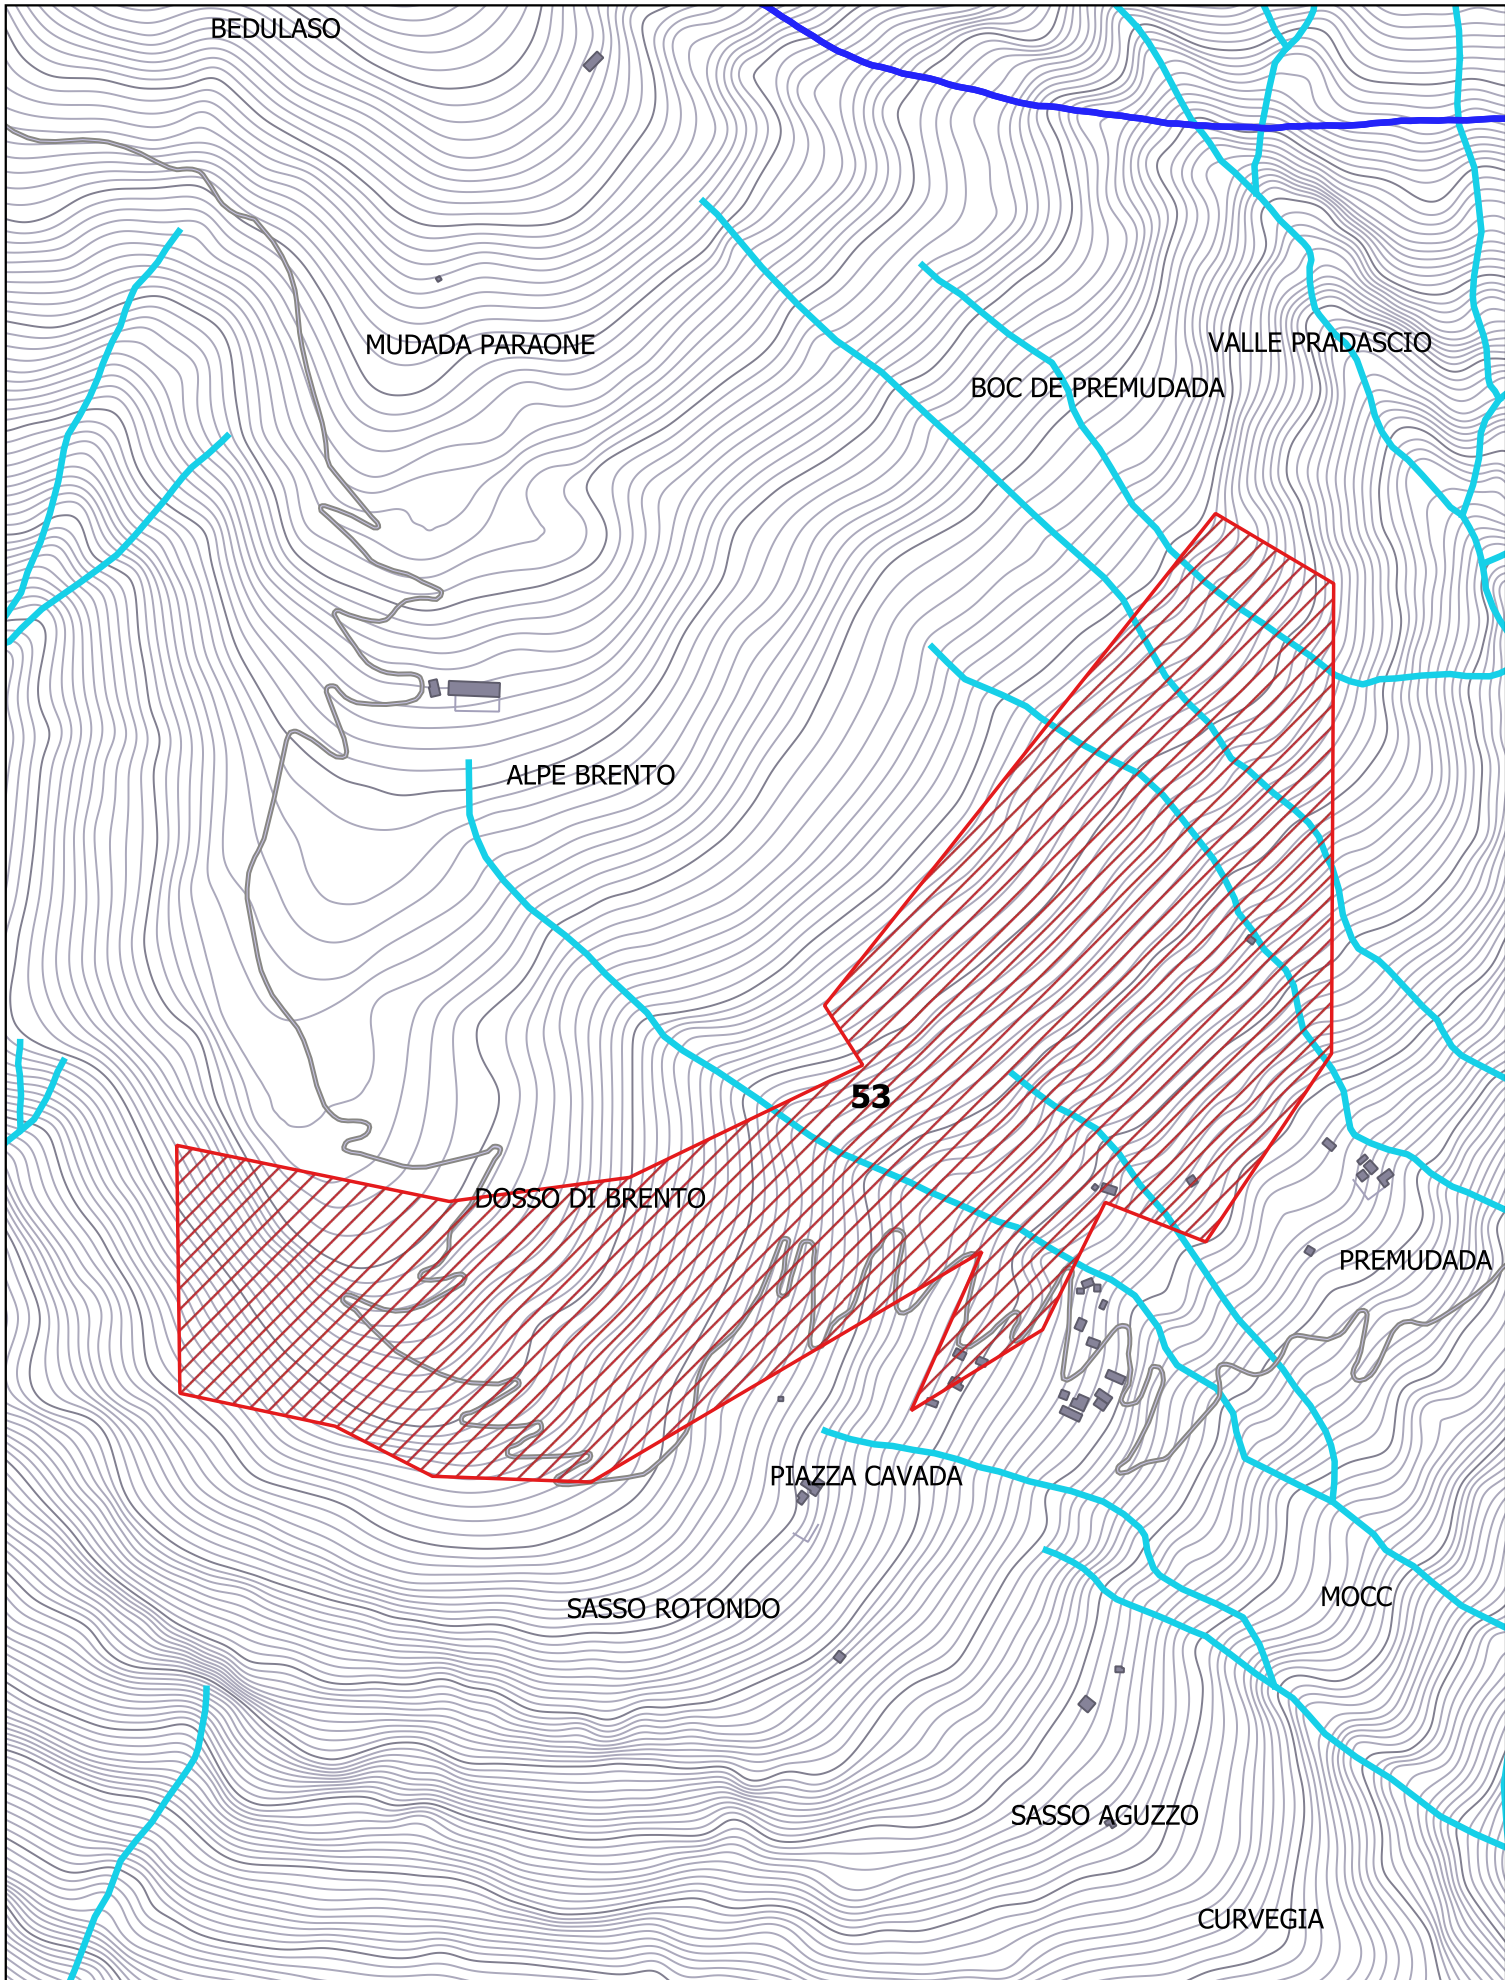 BEDULASO
MUDADA PARAONE
VALLE PRADASCIO
BOC DE PREMUDADA
ALPE BRENTO
53
DOSSO DI BRENTO
PREMUDADA
PIAZZA CAVADA
MOCC
SASSO ROTONDO
SASSO AGUZZO
CURVEGIA